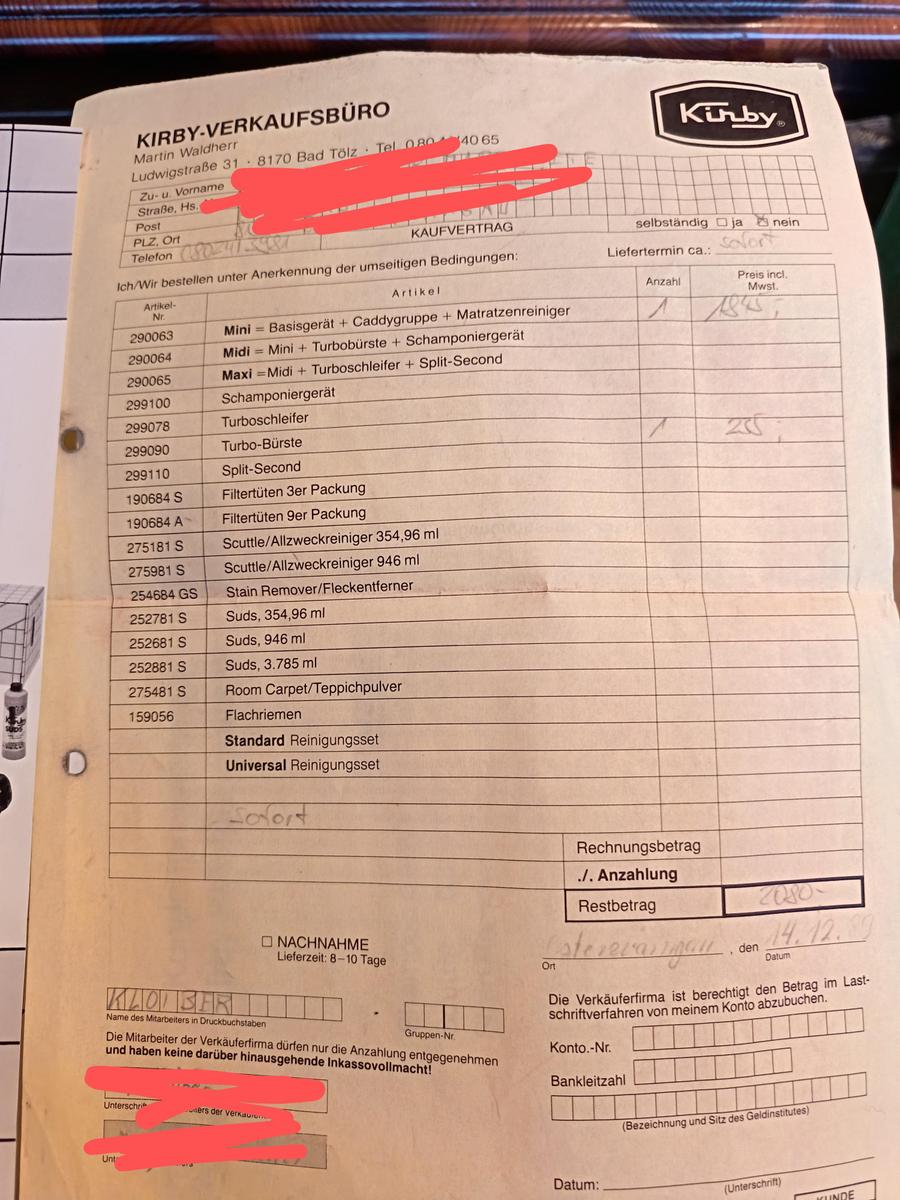 KIRBY-VERKAUFSBÜRO
Kirby®
Martin Waldherr
Ludwigstraße 31 · 8170 Bad Tölz · Tel. 40 65
Zu- u. Vorname
Straße, Hs.
Post
PLZ, Ort
Telefon
KAUFVERTRAG
selbständig ☐ ja ☒ nein
Ich/Wir bestellen unter Anerkennung der umseitigen Bedingungen:
Liefertermin ca.: sofort
Artikel-Nr. Artikel Anzahl Preis incl. Mwst.
290063 Mini = Basisgerät + Caddygruppe + Matratzenreiniger 1
290064 Midi = Mini + Turbobürste + Schamponiergerät
290065 Maxi =Midi + Turboschleifer + Split-Second
299100 Schamponiergerät
299078 Turboschleifer
299090 Turbo-Bürste 1
299110 Split-Second
190684 S Filtertüten 3er Packung
190684 A Filtertüten 9er Packung
275181 S Scuttle/Allzweckreiniger 354,96 ml
275981 S Scuttle/Allzweckreiniger 946 ml
254684 GS Stain Remover/Fleckentferner
252781 S Suds, 354,96 ml
252681 S Suds, 946 ml
252881 S Suds, 3.785 ml
275481 S Room Carpet/Teppichpulver
159056 Flachriemen
Standard Reinigungsset
Universal Reinigungsset
sofort
Rechnungsbetrag
./. Anzahlung
Restbetrag 2080-
☐ NACHNAHME
Lieferzeit: 8–10 Tage
, den 14.12.
Ort Datum
KLOIBER
Name des Mitarbeiters in Druckbuchstaben
Gruppen-Nr.
Die Mitarbeiter der Verkäuferfirma dürfen nur die Anzahlung entgegennehmen
und haben keine darüber hinausgehende Inkassovollmacht!
Die Verkäuferfirma ist berechtigt den Betrag im Last-
schriftverfahren von meinem Konto abzubuchen.
Konto.-Nr.
Bankleitzahl
(Bezeichnung und Sitz des Geldinstitutes)
der Verkäu
Datum:
(Unterschrift)
KUNDE